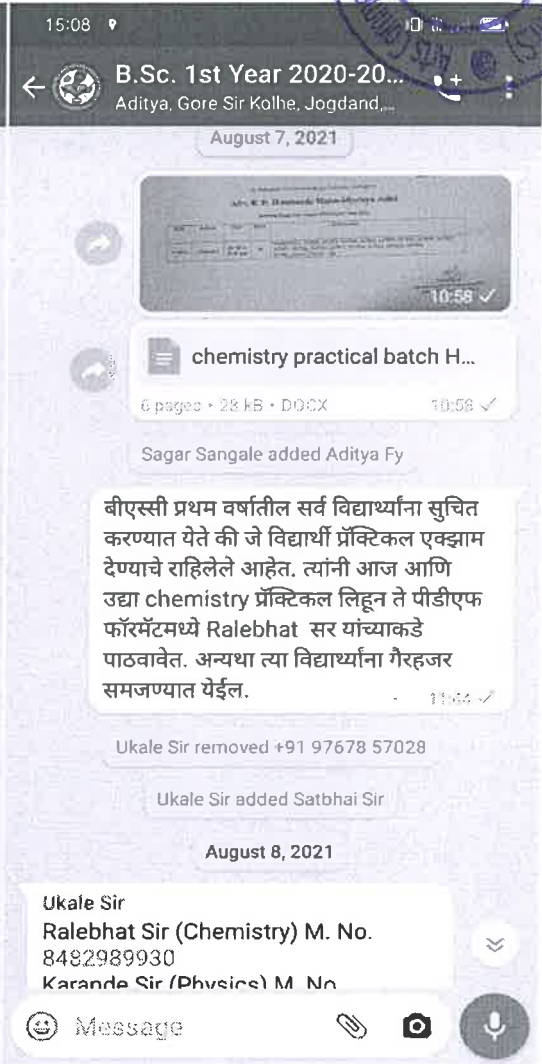 15:08
B.Sc. 1st Year 2020-20...
Aditya, Gore Sir Kolhe, Jogdand,...
August 7, 2021
10:58
chemistry practical batch H...
6 pages • 28 kB • DOCX
10:58
Sagar Sangale added Aditya Fy
बीएस्सी प्रथम वर्षातील सर्व विद्यार्थ्यांना सुचित
करण्यात येते की जे विद्यार्थी प्रॅक्टिकल एक्झाम
देण्याचे राहिलेले आहेत. त्यांनी आज आणि
उद्या chemistry प्रॅक्टिकल लिहून ते पीडीएफ
फॉरमॅटमध्ये Ralebhat सर यांच्याकडे
पाठवावेत. अन्यथा त्या विद्यार्थ्यांना गैरहजर
समजण्यात येईल.
Ukale Sir removed +91 97678 57028
Ukale Sir added Satbhai Sir
August 8, 2021
Ukale Sir
Ralebhat Sir (Chemistry) M. No.
8482989930
Karande Sir (Physics) M. No
Message